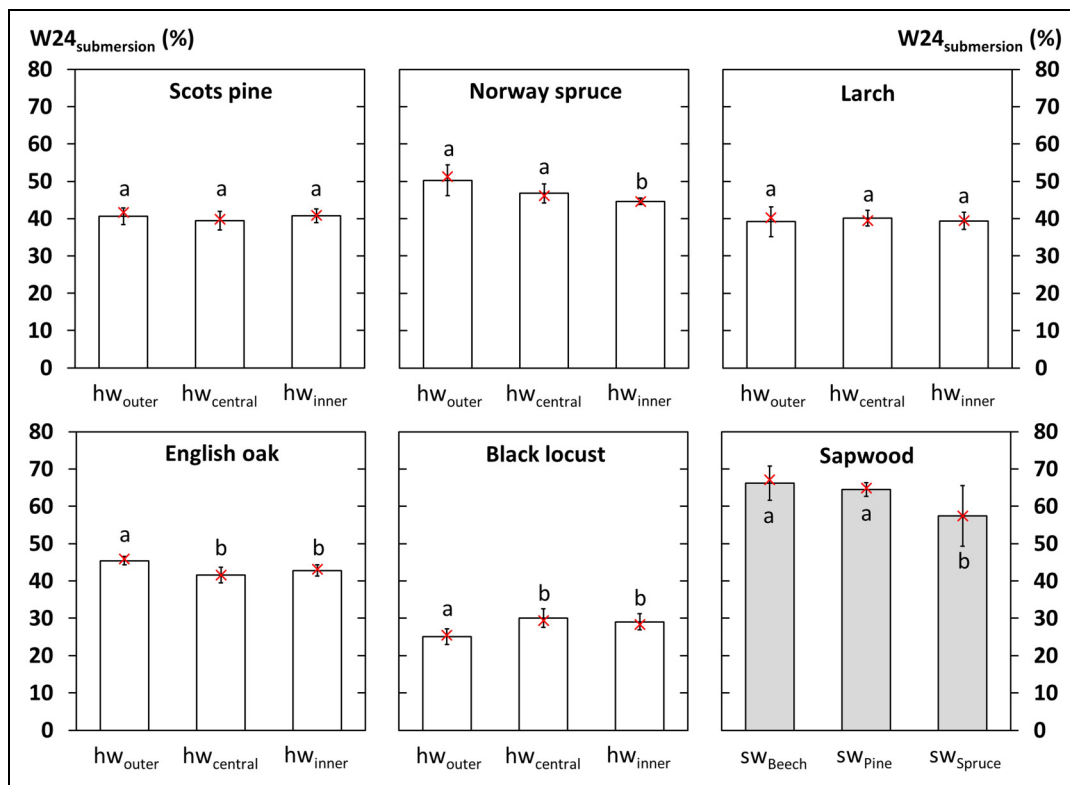 W24submersion (%) W24submersion (%)
80 Scots pine Norway spruce Larch 80
70 70
60 60
50 a a b 50
40 a a a a a a 40
30 30
20 20
10 10
0 0
hwouter hwcentral hwinner hwouter hwcentral hwinner hwouter hwcentral hwinner
80 English oak Black locust Sapwood 80
70 70
60 a a b 60
50 a b b 50
40 40
30 a b b 30
20 20
10 10
0 0
hwouter hwcentral hwinner hwouter hwcentral hwinner swBeech swPine swSpruce